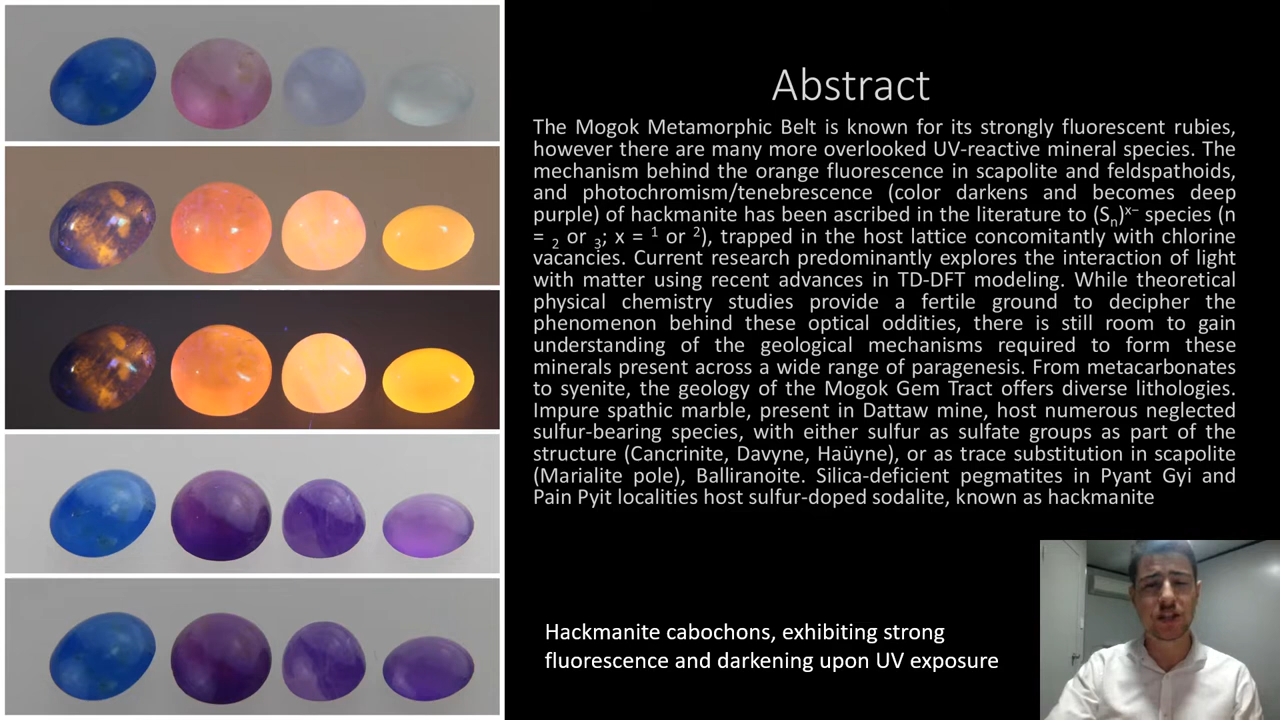 Abstract
The Mogok Metamorphic Belt is known for its strongly fluorescent rubies,
however there are many more overlooked UV-reactive mineral species. The
mechanism behind the orange fluorescence in scapolite and feldspathoids,
and photochromism/tenebrescence (color darkens and becomes deep
purple) of hackmanite has been ascribed in the literature to (Sₙ)ˣ⁻ species (n
= ₂ or ₃; x = ¹ or ²), trapped in the host lattice concomitantly with chlorine
vacancies. Current research predominantly explores the interaction of light
with matter using recent advances in TD-DFT modeling. While theoretical
physical chemistry studies provide a fertile ground to decipher the
phenomenon behind these optical oddities, there is still room to gain
understanding of the geological mechanisms required to form these
minerals present across a wide range of paragenesis. From metacarbonates
to syenite, the geology of the Mogok Gem Tract offers diverse lithologies.
Impure spathic marble, present in Dattaw mine, host numerous neglected
sulfur-bearing species, with either sulfur as sulfate groups as part of the
structure (Cancrinite, Davyne, Haüyne), or as trace substitution in scapolite
(Marialite pole), Balliranoite. Silica-deficient pegmatites in Pyant Gyi and
Pain Pyit localities host sulfur-doped sodalite, known as hackmanite
Hackmanite cabochons, exhibiting strong
fluorescence and darkening upon UV exposure